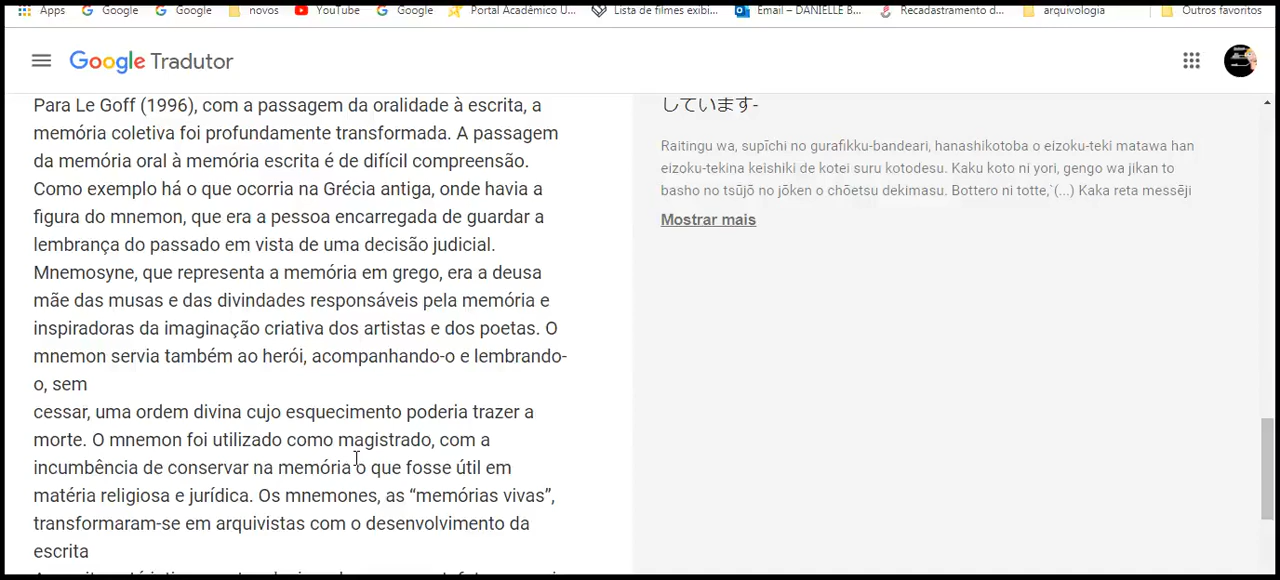 Apps Google Google novos YouTube Google Portal Acadêmico U... Lista de filmes exibi... Email – DANIELLE B... Recadastramento d... arquivologia Outros favoritos
Google Tradutor
Para Le Goff (1996), com a passagem da oralidade à escrita, a
memória coletiva foi profundamente transformada. A passagem
da memória oral à memória escrita é de difícil compreensão.
Como exemplo há o que ocorria na Grécia antiga, onde havia a
figura do mnemon, que era a pessoa encarregada de guardar a
lembrança do passado em vista de uma decisão judicial.
Mnemosyne, que representa a memória em grego, era a deusa
mãe das musas e das divindades responsáveis pela memória e
inspiradoras da imaginação criativa dos artistas e dos poetas. O
mnemon servia também ao herói, acompanhando-o e lembrando-
o, sem
cessar, uma ordem divina cujo esquecimento poderia trazer a
morte. O mnemon foi utilizado como magistrado, com a
incumbência de conservar na memória o que fosse útil em
matéria religiosa e jurídica. Os mnemones, as “memórias vivas”,
transformaram-se em arquivistas com o desenvolvimento da
escrita
しています-
Raitingu wa, supīchi no gurafikku-bandeari, hanashikotoba o eizoku-teki matawa han
eizoku-tekina keishiki de kotei suru kotodesu. Kaku koto ni yori, gengo wa jikan to
basho no tsūjō no jōken o chōetsu dekimasu. Bottero ni totte,`(...) Kaka reta messēji
Mostrar mais